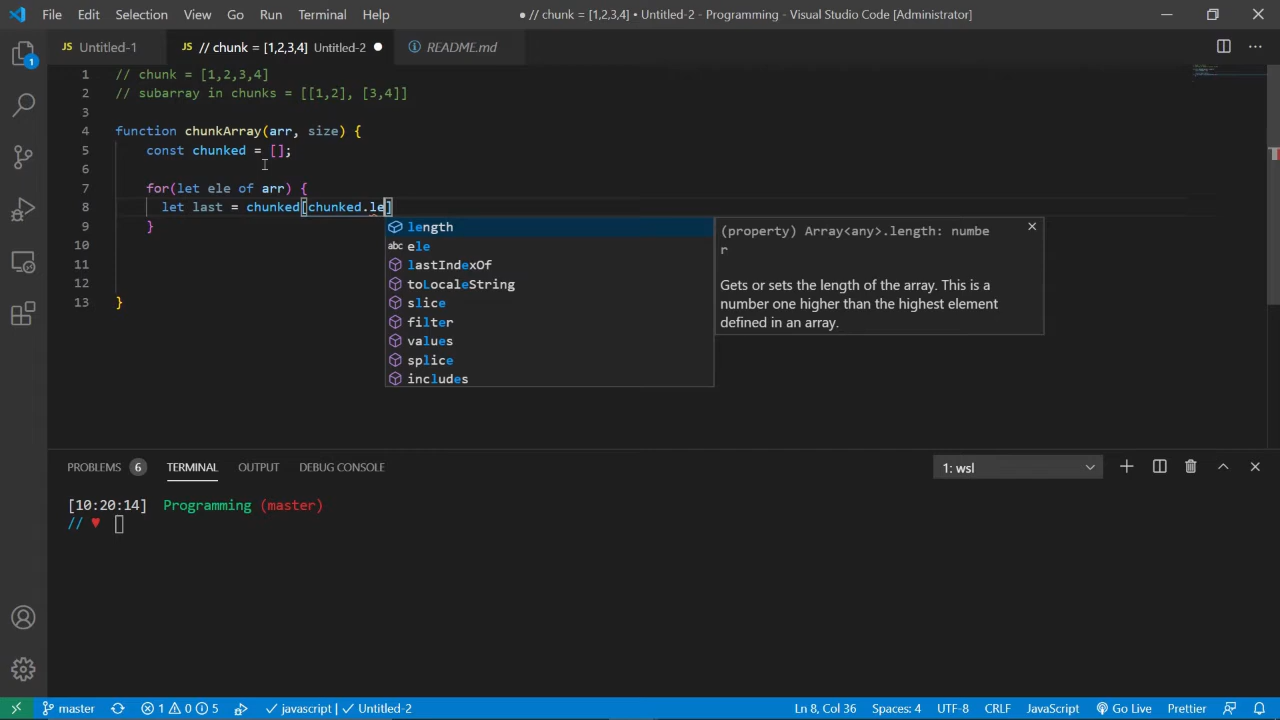 File Edit Selection View Go Run Terminal Help
● // chunk = [1,2,3,4] • Untitled-2 - Programming - Visual Studio Code [Administrator]
JS Untitled-1
JS // chunk = [1,2,3,4] Untitled-2 ●
README.md
1 // chunk = [1,2,3,4]
2 // subarray in chunks = [[1,2], [3,4]]
3
4 function chunkArray(arr, size) {
5 const chunked = [];
6
7 for(let ele of arr) {
8 let last = chunked[chunked.le]
9 }
10
11
12
13 }
length
abc ele
lastIndexOf
toLocaleString
slice
filter
values
splice
includes
(property) Array<any>.length: numbe
r
Gets or sets the length of the array. This is a
number one higher than the highest element
defined in an array.
1
PROBLEMS 6 TERMINAL OUTPUT DEBUG CONSOLE
1: wsl
[10:20:14] Programming (master)
// ♥
master
1 0 5
javascript | ✓ Untitled-2
Ln 8, Col 36 Spaces: 4 UTF-8 CRLF JavaScript Go Live Prettier